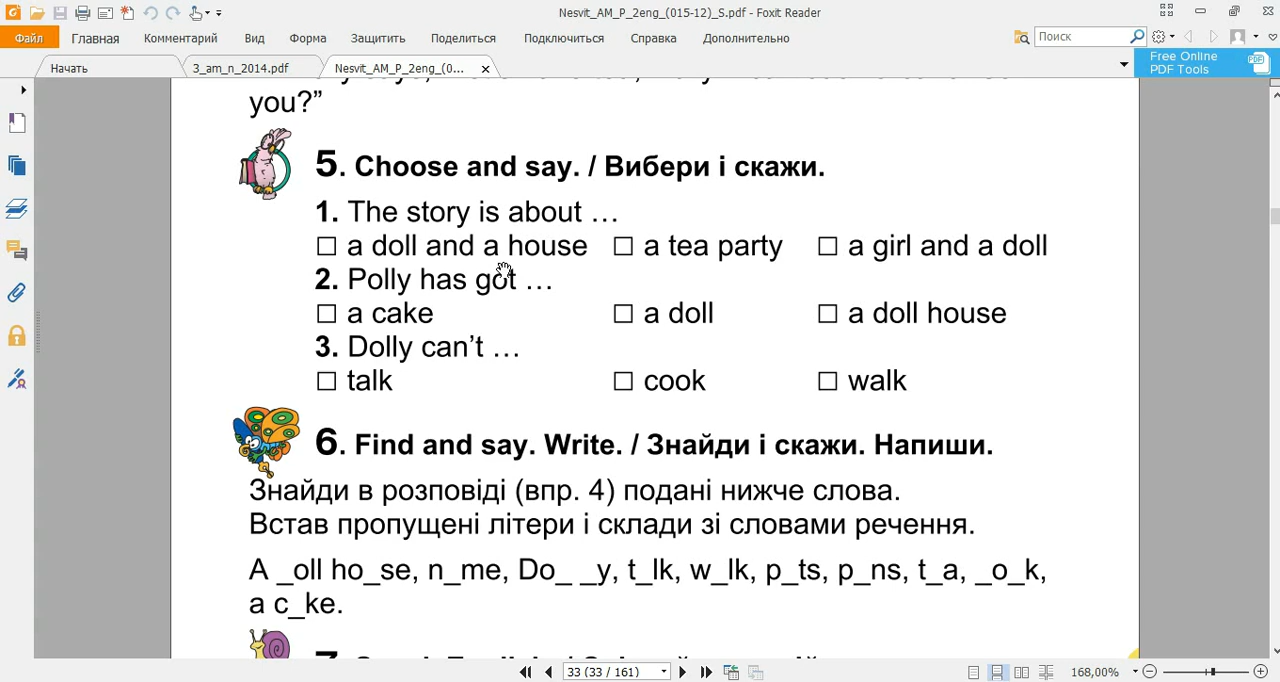 Nesvit_AM_P_2eng_(015-12)_S.pdf - Foxit Reader
Файл Главная Комментарий Вид Форма Защитить Поделиться Подключиться Справка Дополнительно Поиск
Начать 3_am_n_2014.pdf Nesvit_AM_P_2eng_(0... Free Online
PDF Tools
you?”
5. Choose and say. / Вибери і скажи.
1. The story is about …
☐ a doll and a house ☐ a tea party ☐ a girl and a doll
2. Polly has got …
☐ a cake ☐ a doll ☐ a doll house
3. Dolly can’t …
☐ talk ☐ cook ☐ walk
6. Find and say. Write. / Знайди і скажи. Напиши.
Знайди в розповіді (впр. 4) подані нижче слова.
Встав пропущені літери і склади зі словами речення.
A _oll ho_se, n_me, Do_ _y, t_lk, w_lk, p_ts, p_ns, t_a, _o_k,
a c_ke.
33 (33 / 161) 168,00%